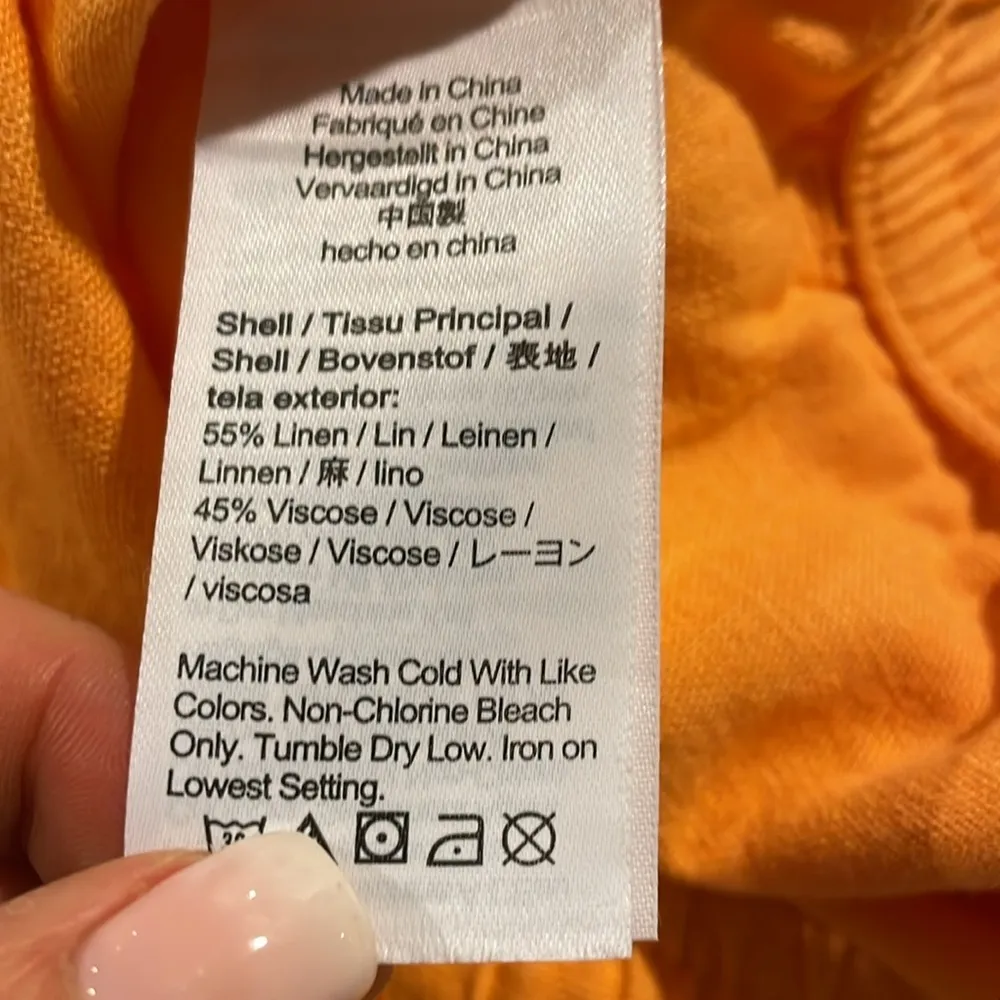 Made in China
Fabriqué en Chine
Hergestellt in China
Vervaardigd in China
中国製
hecho en china
Shell / Tissu Principal /
Shell / Bovenstof / 表地 /
tela exterior:
55% Linen / Lin / Leinen /
Linnen / 麻 / lino
45% Viscose / Viscose /
Viskose / Viscose / レーヨン
/ viscosa
Machine Wash Cold With Like
Colors. Non-Chlorine Bleach
Only. Tumble Dry Low. Iron on
Lowest Setting.
30